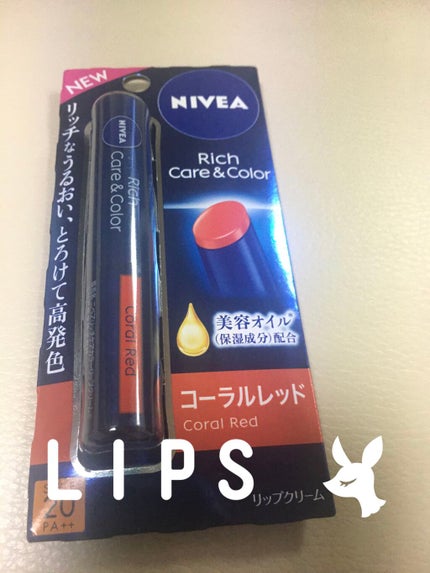 NEW
リッチなうるおい、とろけて高発色
NIVEA
Rich
Care & Color
Coral Red
NIVEA
Rich
Care & Color
美容オイル
(保湿成分)配合
コーラルレッド
Coral Red
LIPS
20
PA++
リップクリーム